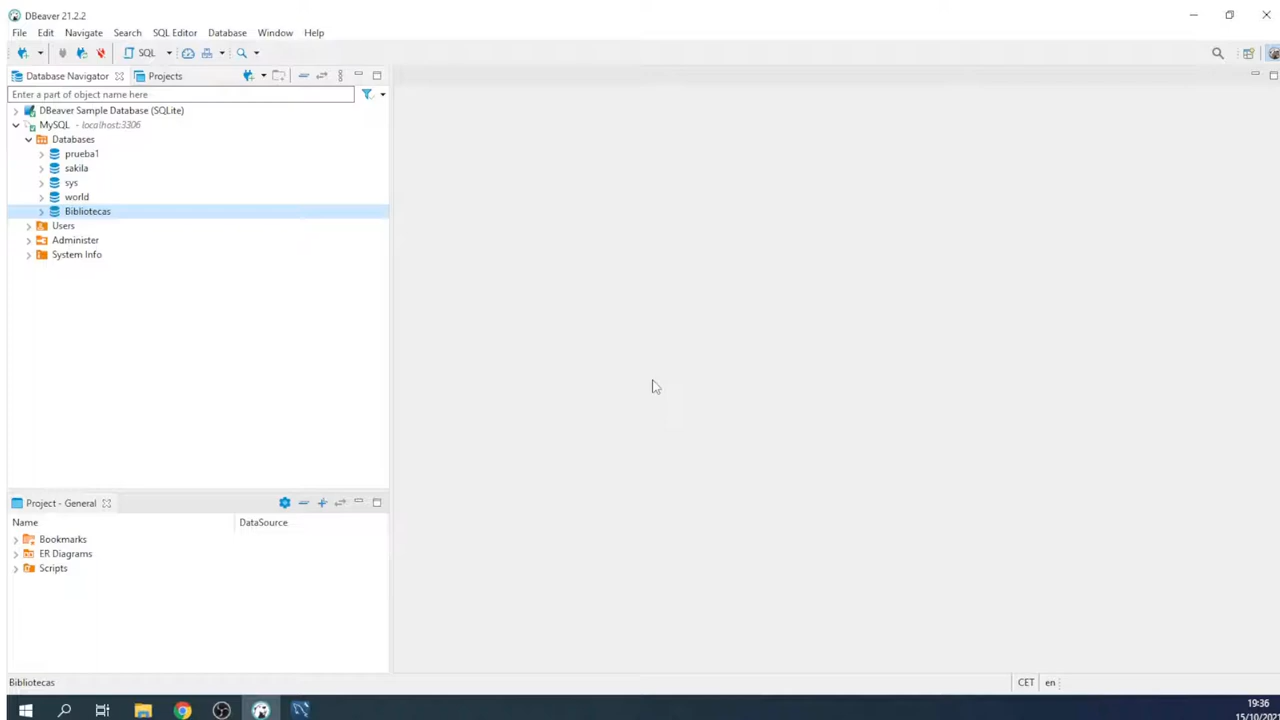 DBeaver 21.2.2
File Edit Navigate Search SQL Editor Database Window Help
SQL
Database Navigator Projects
Enter a part of object name here
DBeaver Sample Database (SQLite)
MySQL - localhost:3306
Databases
prueba1
sakila
sys
world
Bibliotecas
Users
Administer
System Info
Project - General
Name DataSource
Bookmarks
ER Diagrams
Scripts
Bibliotecas CET en
19:36